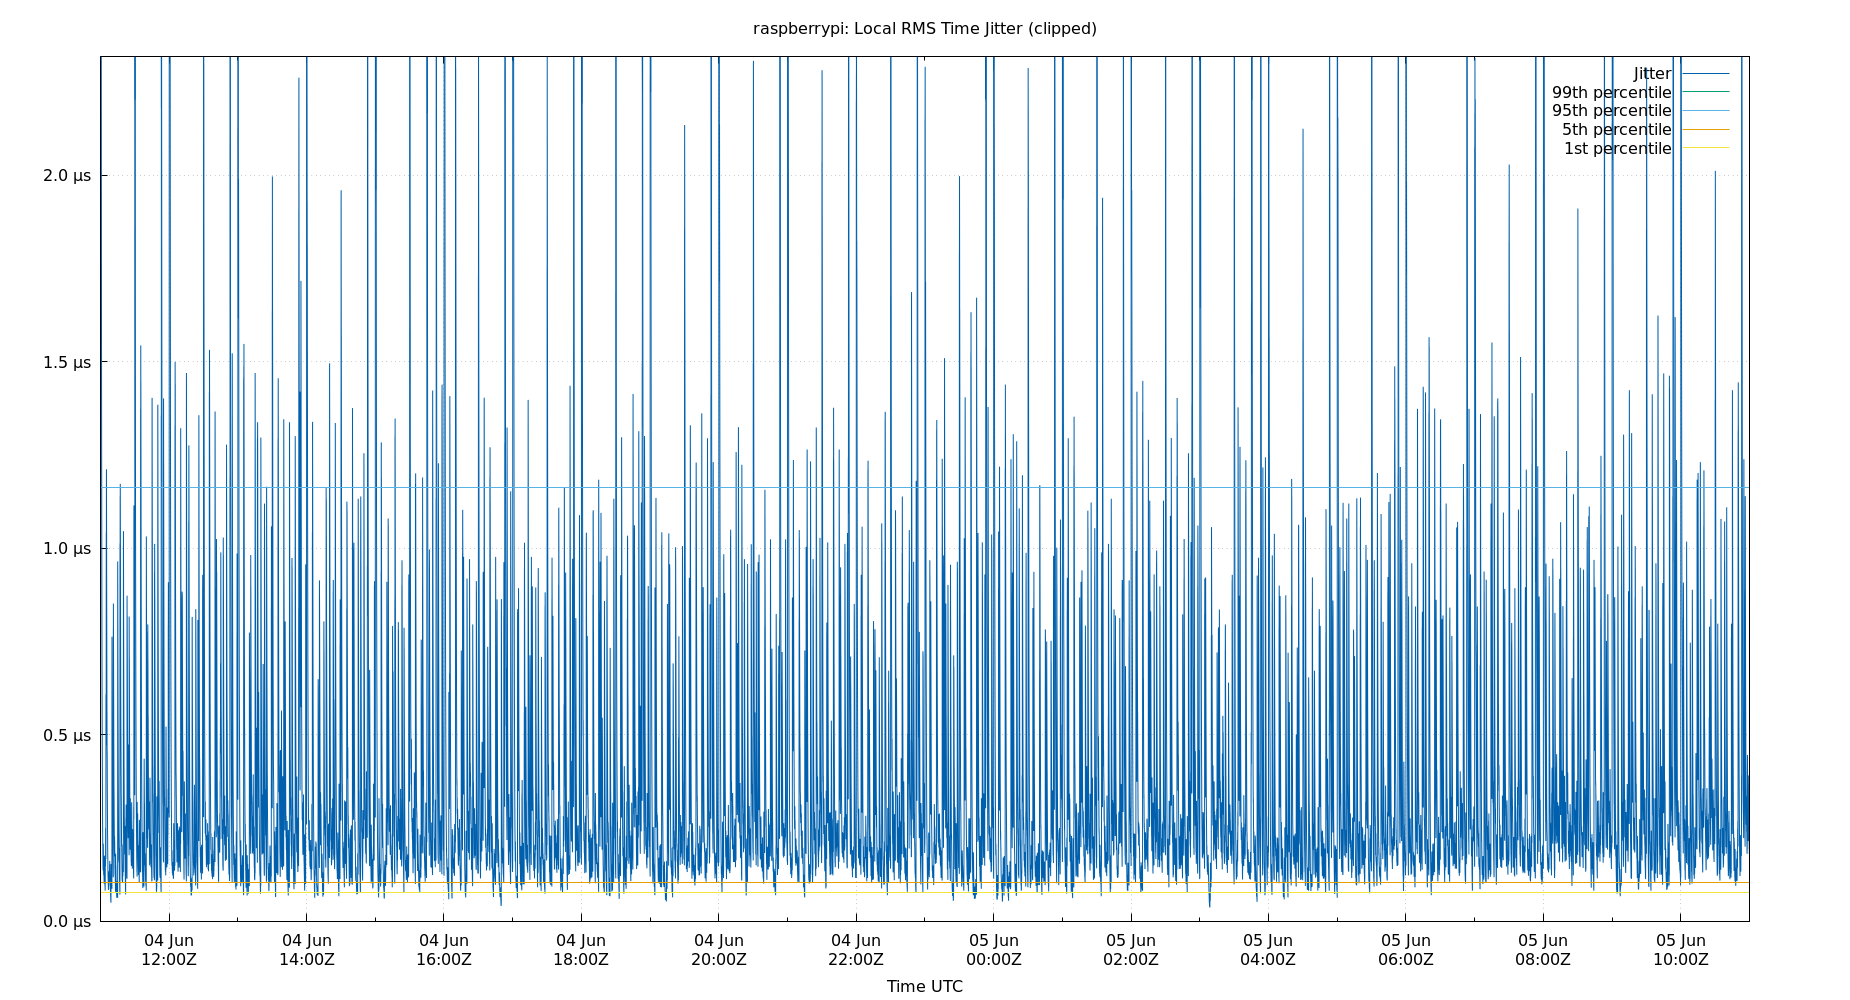 raspberrypi: Local RMS Time Jitter (clipped)
Jitter
99th percentile
95th percentile
5th percentile
1st percentile
2.0 µs
1.5 µs
1.0 µs
0.5 µs
0.0 µs
04 Jun 04 Jun 04 Jun 04 Jun 04 Jun 04 Jun 05 Jun 05 Jun 05 Jun 05 Jun 05 Jun 05 Jun
12:00Z 14:00Z 16:00Z 18:00Z 20:00Z 22:00Z 00:00Z 02:00Z 04:00Z 06:00Z 08:00Z 10:00Z
Time UTC